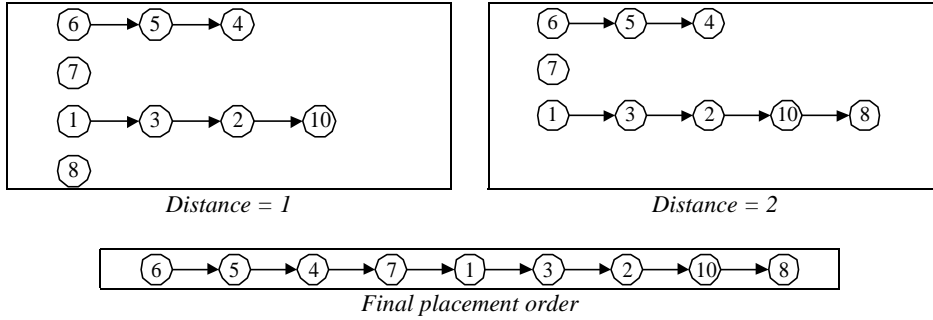 6 5 4
7
1 3 2 10
8
Distance = 1
6 5 4
7
1 3 2 10 8
Distance = 2
6 5 4 7 1 3 2 10 8
Final placement order